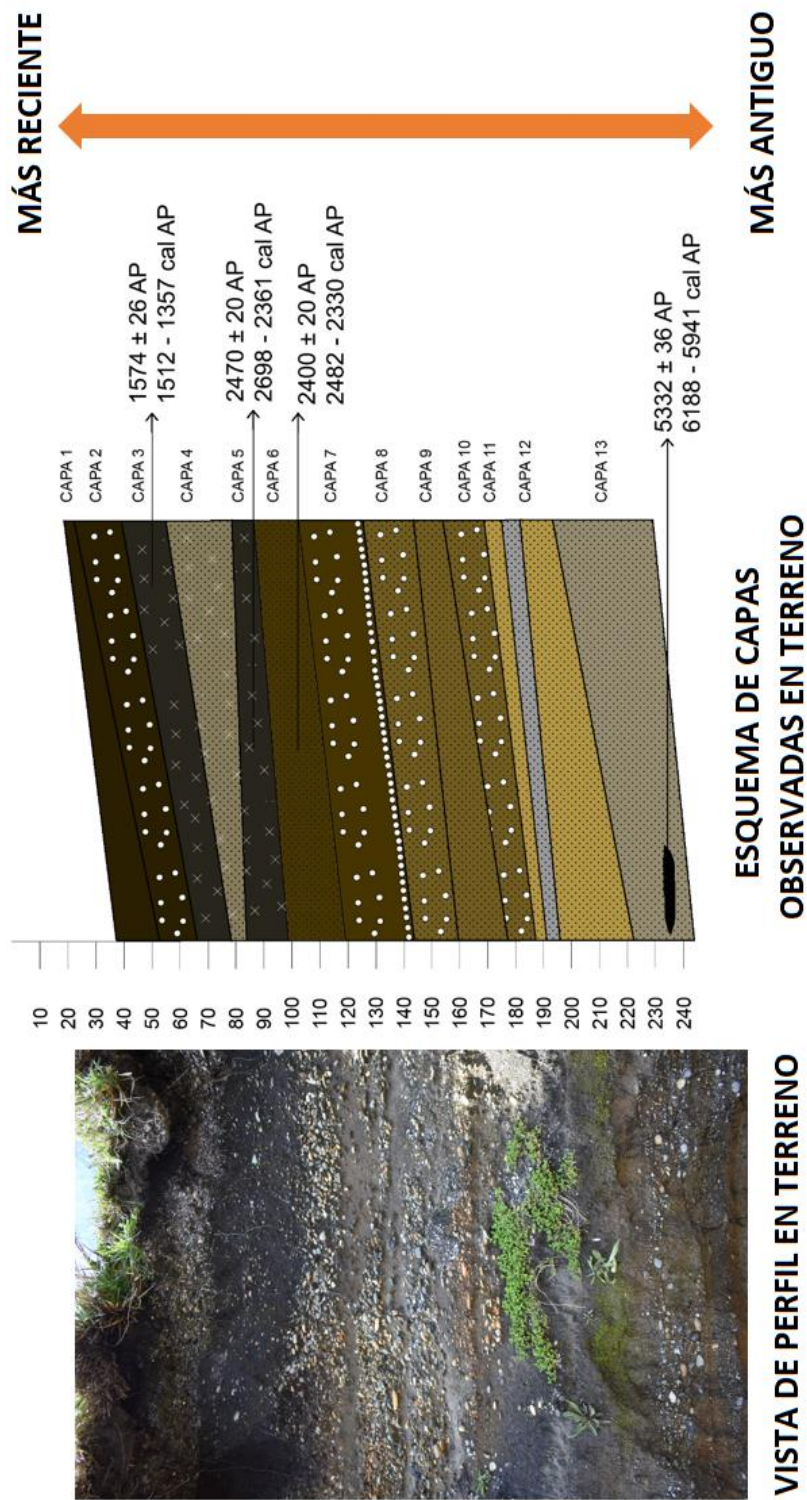 MÁS RECIENTE
MÁS ANTIGUO
1574 ± 26 AP
1512 - 1357 cal AP
2470 ± 20 AP
2698 - 2361 cal AP
2400 ± 20 AP
2482 - 2330 cal AP
5332 ± 36 AP
6188 - 5941 cal AP
CAPA 1
CAPA 2
CAPA 3
CAPA 4
CAPA 5
CAPA 6
CAPA 7
CAPA 8
CAPA 9
CAPA 10
CAPA 11
CAPA 12
CAPA 13
10
20
30
40
50
60
70
80
90
100
110
120
130
140
150
160
170
180
190
200
210
220
230
240
ESQUEMA DE CAPAS
OBSERVADAS EN TERRENO
VISTA DE PERFIL EN TERRENO